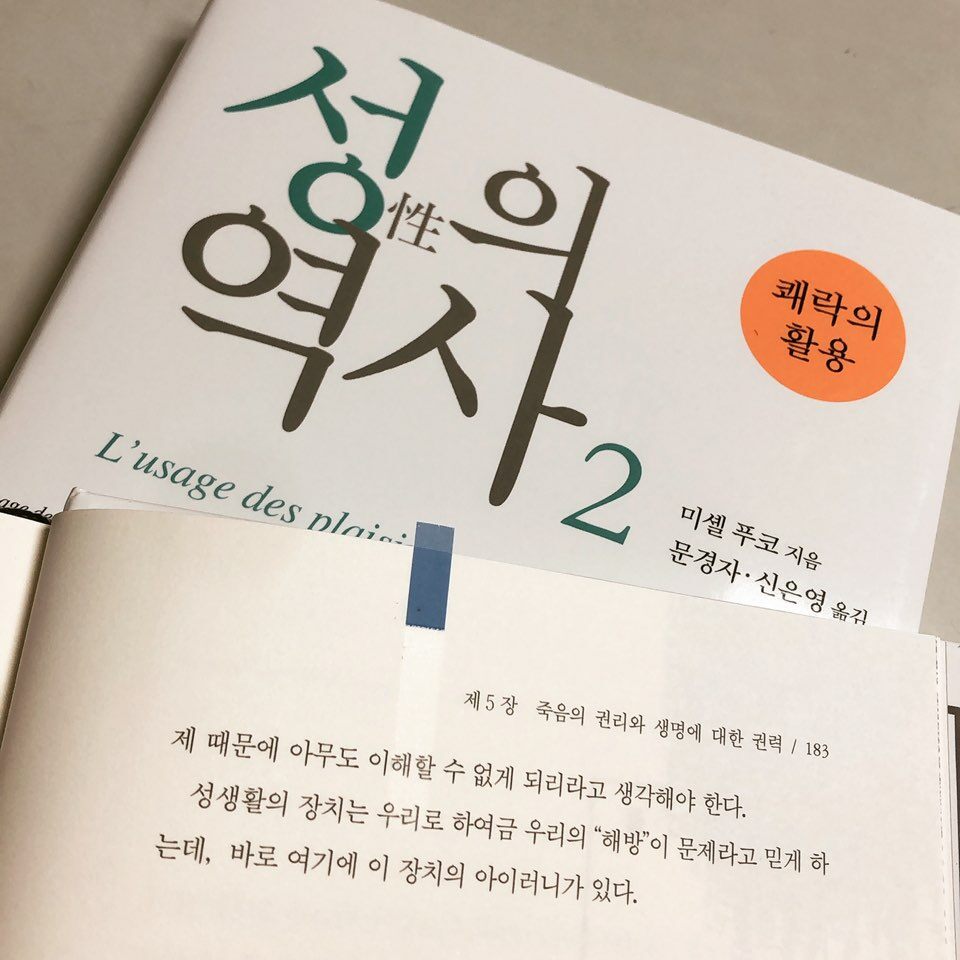 성性의
역사2
쾌락의
활용
L'usage des
미셸 푸코 지음
문경자·신은영 옮김
제5장 죽음의 권리와 생명에 대한 권력 / 183
제 때문에 아무도 이해할 수 없게 되리라고 생각해야 한다.
성생활의 장치는 우리로 하여금 우리의 “해방”이 문제라고 믿게 하
는데, 바로 여기에 이 장치의 아이러니가 있다.